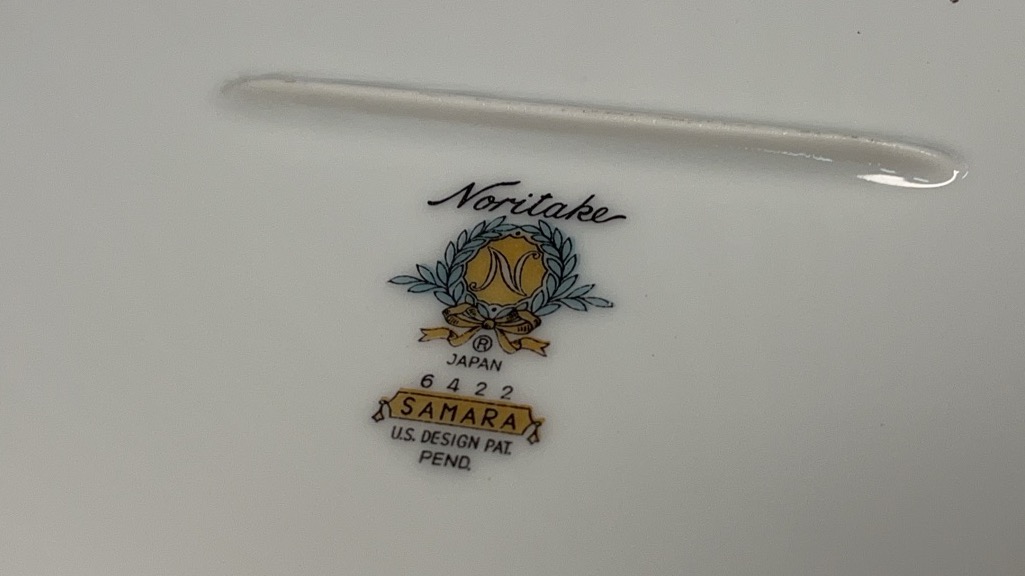 Noritake
N
®
JAPAN
6422
SAMARA
U.S. DESIGN PAT.
PEND.